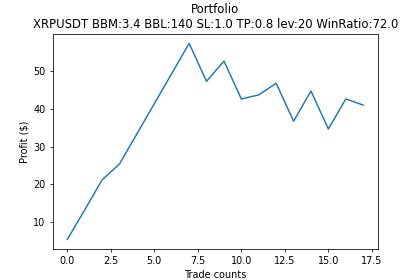 Portfolio
XRPUSDT BBM:3.4 BBL:140 SL:1.0 TP:0.8 lev:20 WinRatio:72.0
Profit ($)
50
40
30
20
10
0.0 2.5 5.0 7.5 10.0 12.5 15.0 17.5
Trade counts